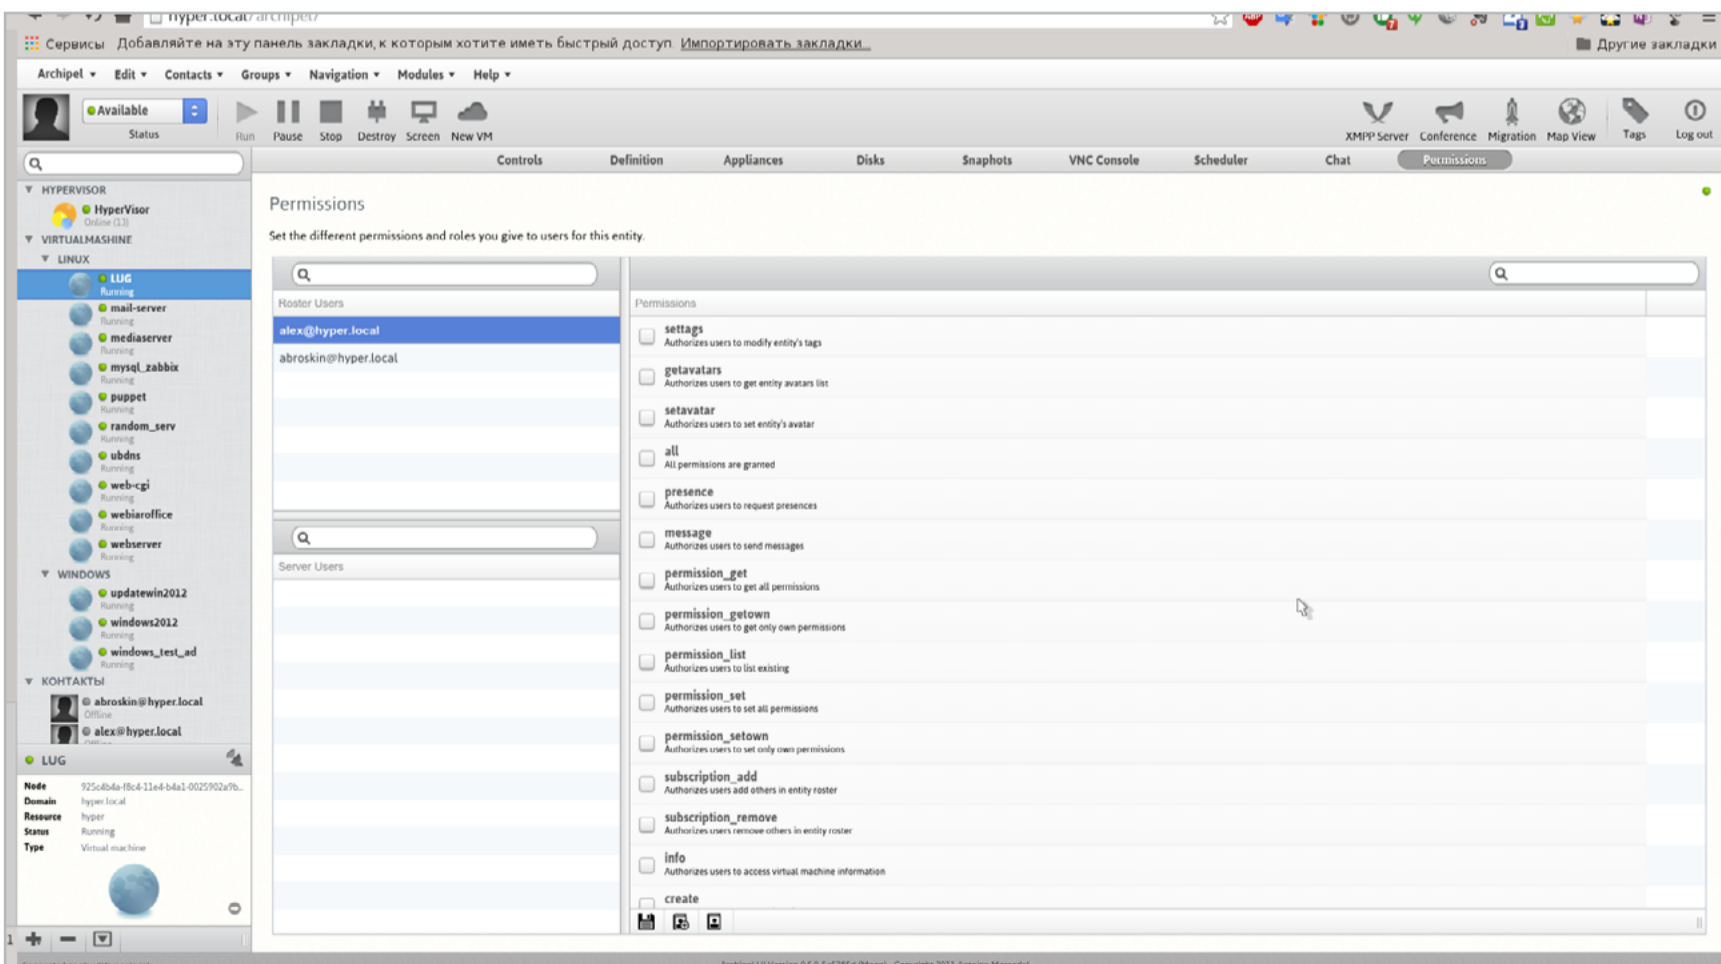 hyper.local/archipel/
Сервисы Добавляйте на эту панель закладки, к которым хотите иметь быстрый доступ. Импортировать закладки... Другие закладки
Archipel Edit Contacts Groups Navigation Modules Help
Available
Status Run Pause Stop Destroy Screen New VM XMPP Server Conference Migration Map View Tags Log out
Controls Definition Appliances Disks Snaphots VNC Console Scheduler Chat Permissions
HYPERVISOR
HyperVisor
Online (13)
VIRTUALMASHINE
LINUX
LUG
Running
mail-server
Running
mediaserver
Running
mysql_zabbix
Running
puppet
Running
random_serv
Running
ubdns
Running
web-cgi
Running
webiaroffice
Running
webserver
Running
WINDOWS
updatewin2012
Running
windows2012
Running
windows_test_ad
Running
КОНТАКТЫ
abroskin@hyper.local
Offline
alex@hyper.local
Offline
LUG
Node 925c4b4a-f8c4-11e4-b4a1-0025902a9b...
Domain hyper.local
Resource hyper
Status Running
Type Virtual machine
1
Permissions
Set the different permissions and roles you give to users for this entity.
Roster Users
alex@hyper.local
abroskin@hyper.local
Server Users
Permissions
settags
Authorizes users to modify entity's tags
getavatars
Authorizes users to get entity avatars list
setavatar
Authorizes users to set entity's avatar
all
All permissions are granted
presence
Authorizes users to request presences
message
Authorizes users to send messages
permission_get
Authorizes users to get all permissions
permission_getown
Authorizes users to get only own permissions
permission_list
Authorizes users to list existing
permission_set
Authorizes users to set all permissions
permission_setown
Authorizes users to set only own permissions
subscription_add
Authorizes users add others in entity roster
subscription_remove
Authorizes users remove others in entity roster
info
Authorizes users to access virtual machine information
create